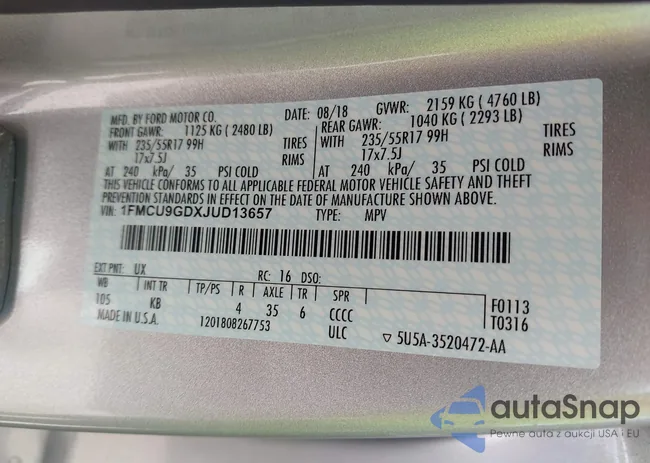 MFD. BY FORD MOTOR CO. DATE: 08/18 GVWR: 2159 KG ( 4760 LB)
FRONT GAWR: 1125 KG ( 2480 LB) REAR GAWR: 1040 KG ( 2293 LB)
WITH 235/55R17 99H TIRES WITH 235/55R17 99H TIRES
17x7.5J RIMS 17x7.5J RIMS
AT 240 kPa/ 35 PSI COLD AT 240 kPa/ 35 PSI COLD
THIS VEHICLE CONFORMS TO ALL APPLICABLE FEDERAL MOTOR VEHICLE SAFETY AND THEFT
PREVENTION STANDARDS IN EFFECT ON THE DATE OF MANUFACTURE SHOWN ABOVE.
VIN: 1FMCU9GDXJUD13657 TYPE: MPV
EXT PNT: UX RC: 16 DSO:
WB INT TR TP/PS R AXLE TR SPR F0113
105 KB 4 35 6 CCCC T0316
MADE IN U.S.A. 1201808267753 ULC ▽ 5U5A-3520472-AA
autaSnap
Pewne auta z aukcji USA i EU